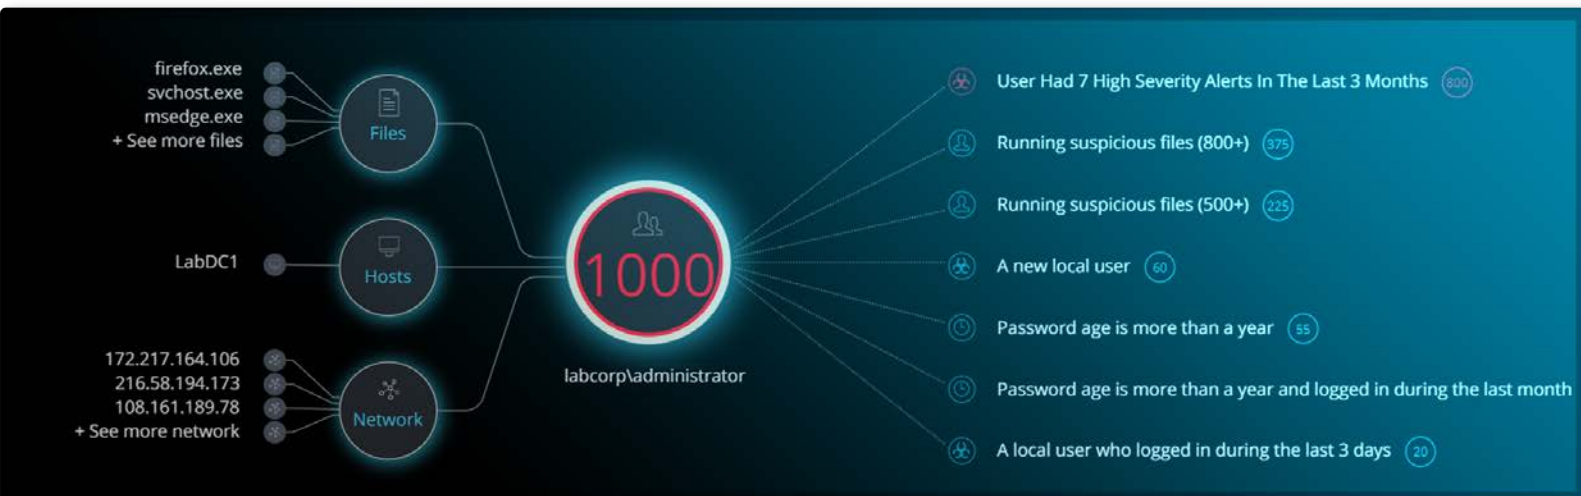 firefox.exe
svchost.exe
msedge.exe
+ See more files
Files
LabDC1
Hosts
172.217.164.106
216.58.194.173
108.161.189.78
+ See more network
Network
1000
labcorp\administrator
User Had 7 High Severity Alerts In The Last 3 Months 800
Running suspicious files (800+) 375
Running suspicious files (500+) 225
A new local user 60
Password age is more than a year 55
Password age is more than a year and logged in during the last month
A local user who logged in during the last 3 days 20